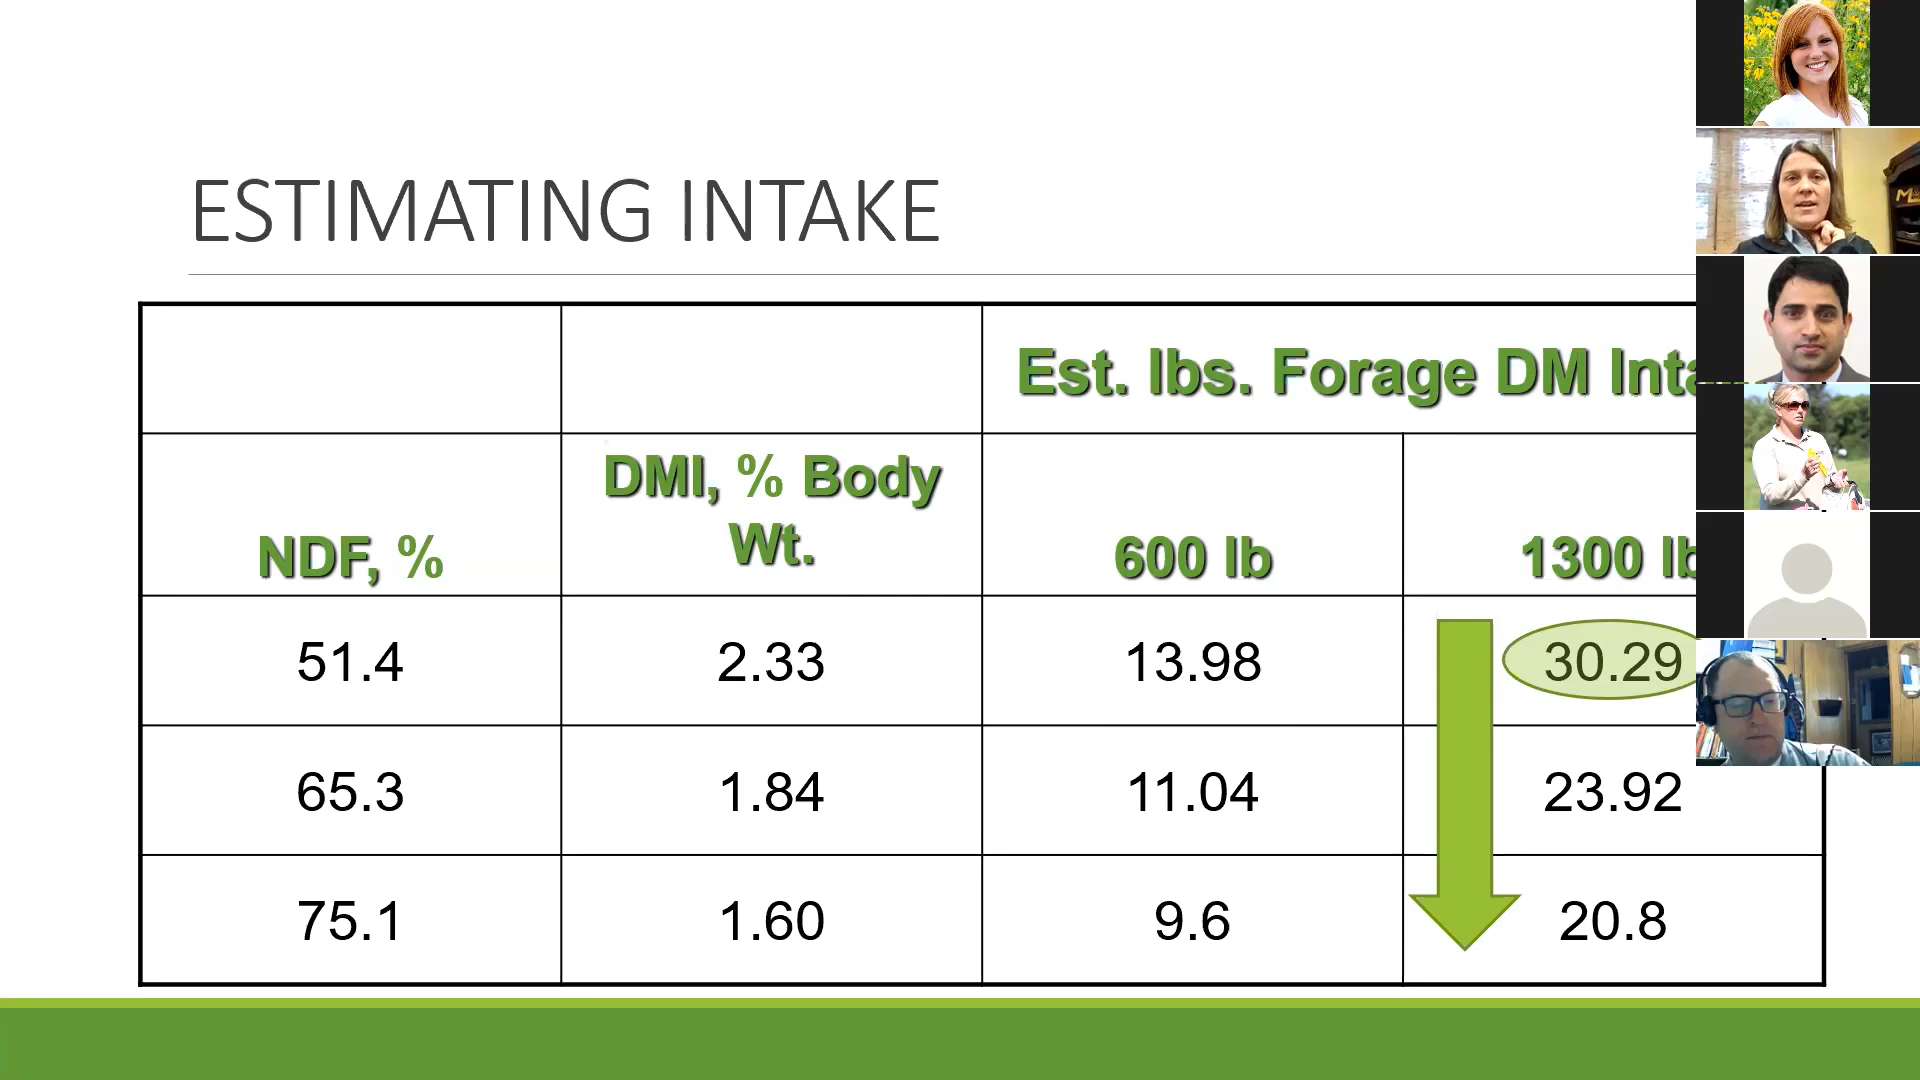 ESTIMATING INTAKE
Est. lbs. Forage DM
NDF, %
DMI, % Body
Wt.
600 lb
1300
51.4
2.33
13.98
30.29
65.3
1.84
11.04
23.92
75.1
1.60
9.6
20.8